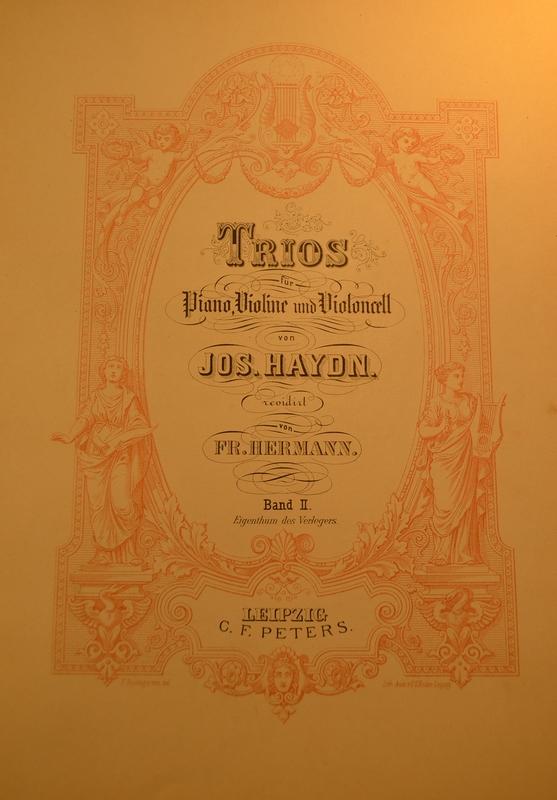 TRIOS
für
Piano, Violine und Violoncell
von
JOS. HAYDN.
revidirt
von
FR. HERMANN.
Band II.
Eigenthum des Verlegers.
LEIPZIG
C. F. PETERS.